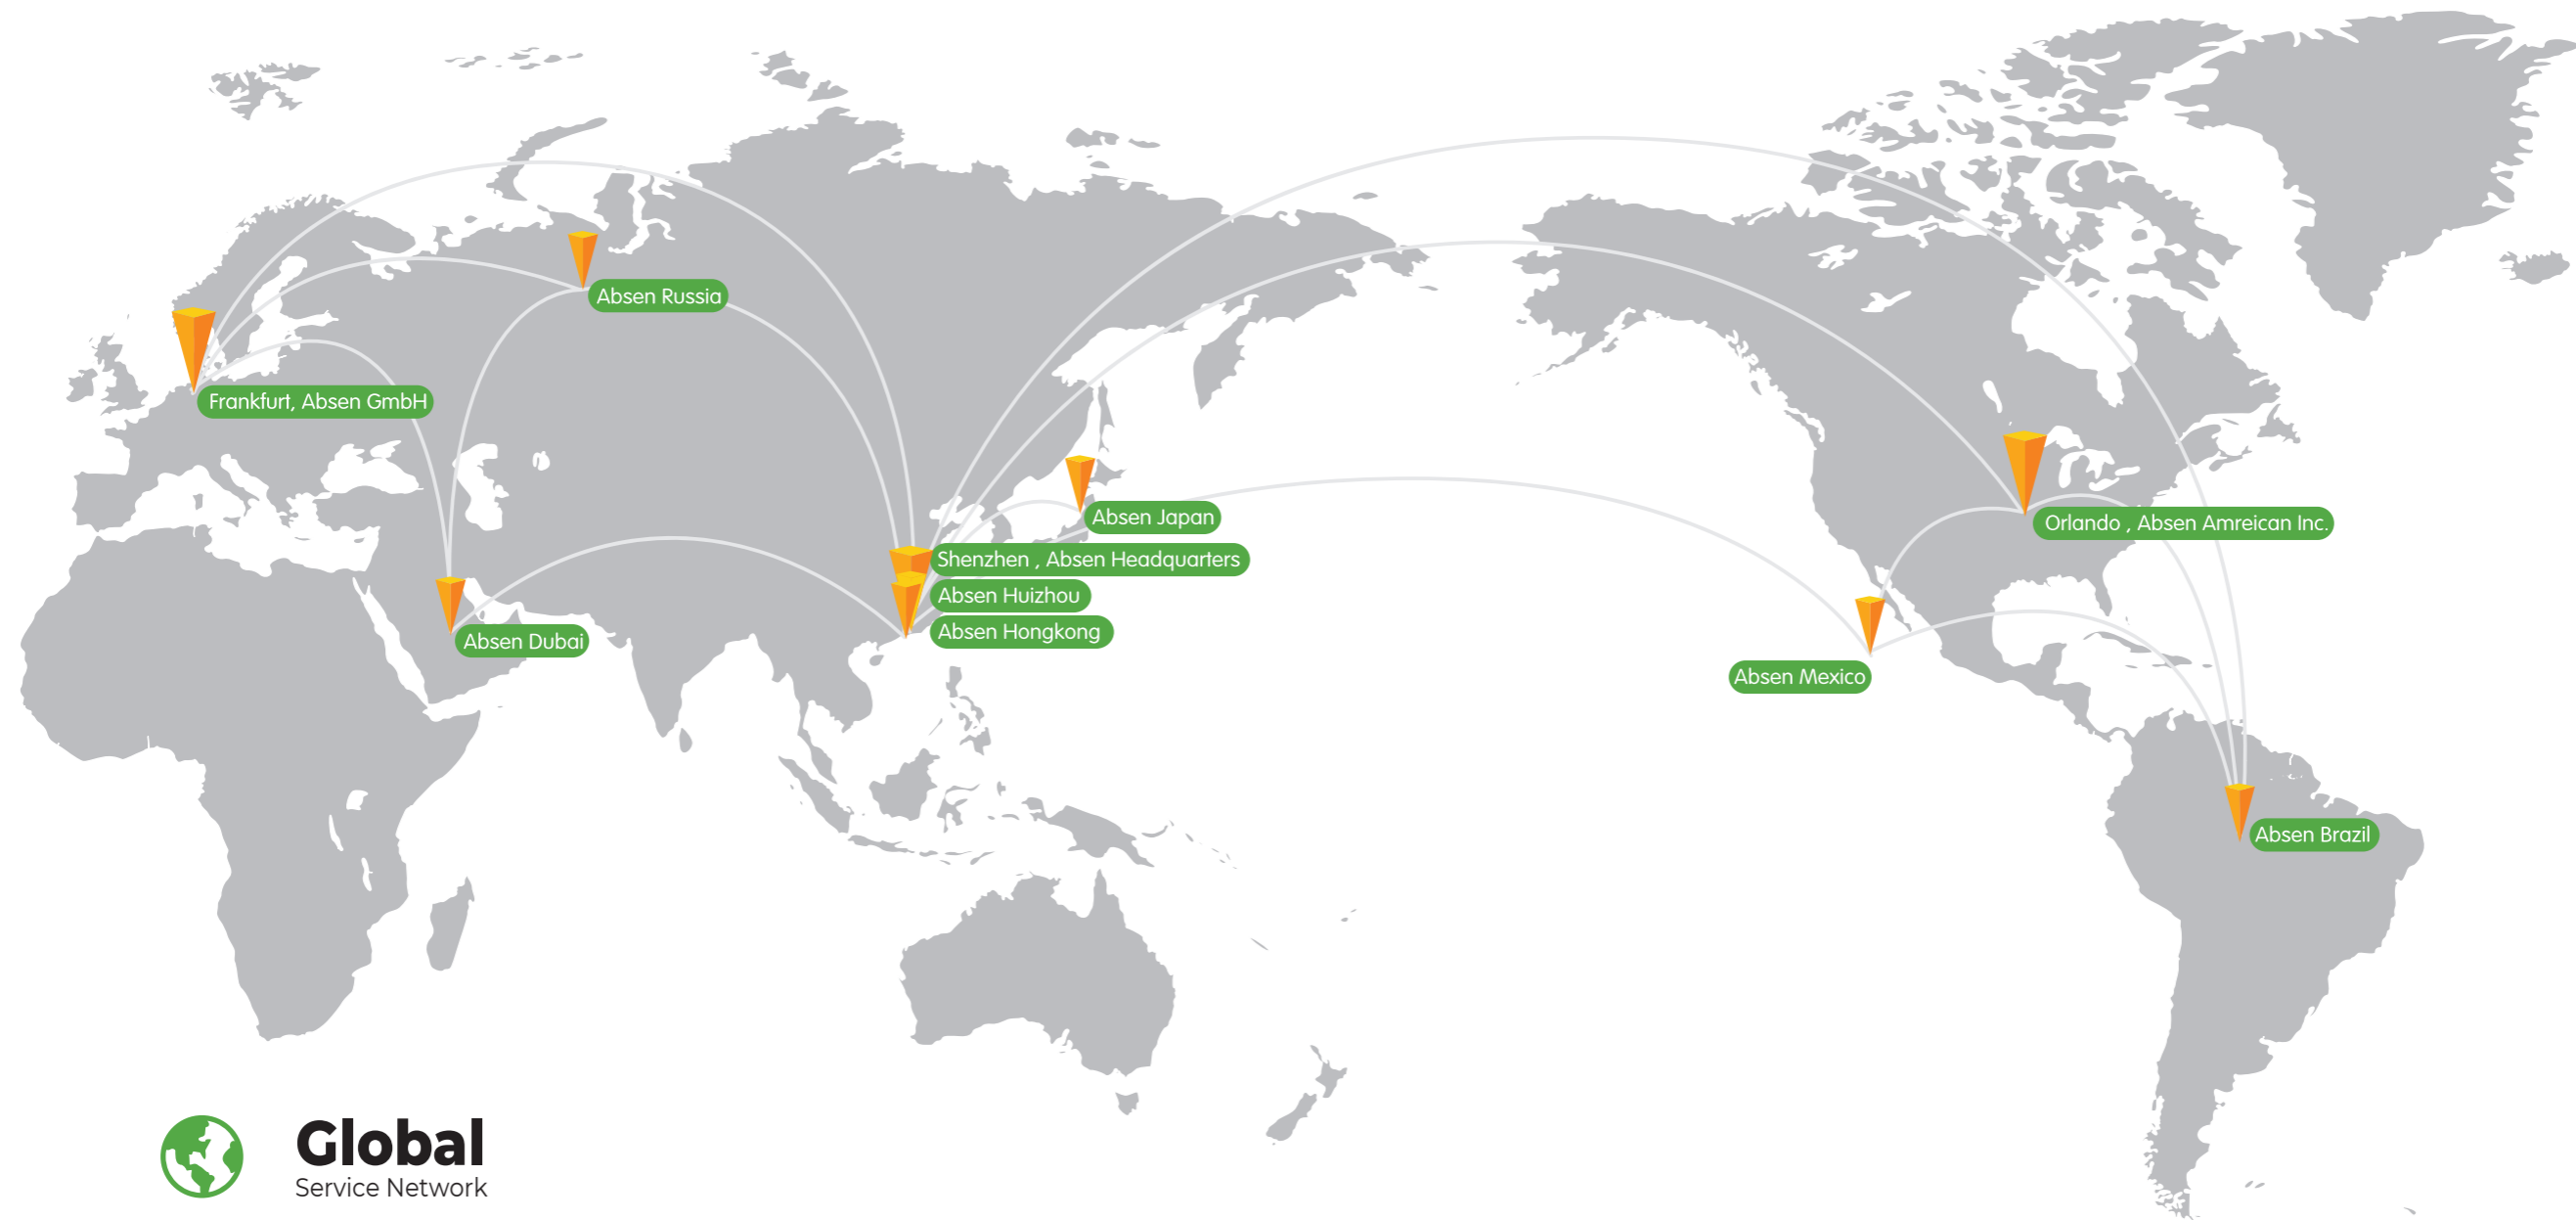 Absen Russia
Frankfurt, Absen GmbH
Absen Japan
Orlando , Absen Amreican Inc.
Shenzhen , Absen Headquarters
Absen Huizhou
Absen Hongkong
Absen Dubai
Absen Mexico
Absen Brazil
Global
Service Network